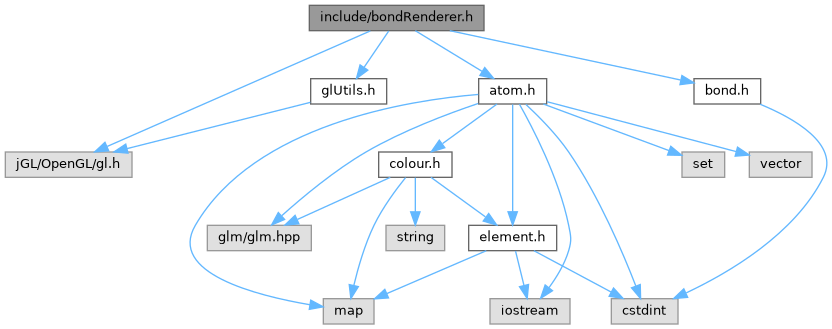 include/bondRenderer.h
glUtils.h
atom.h
bond.h
jGL/OpenGL/gl.h
colour.h
set
vector
glm/glm.hpp
string
element.h
map
iostream
cstdint